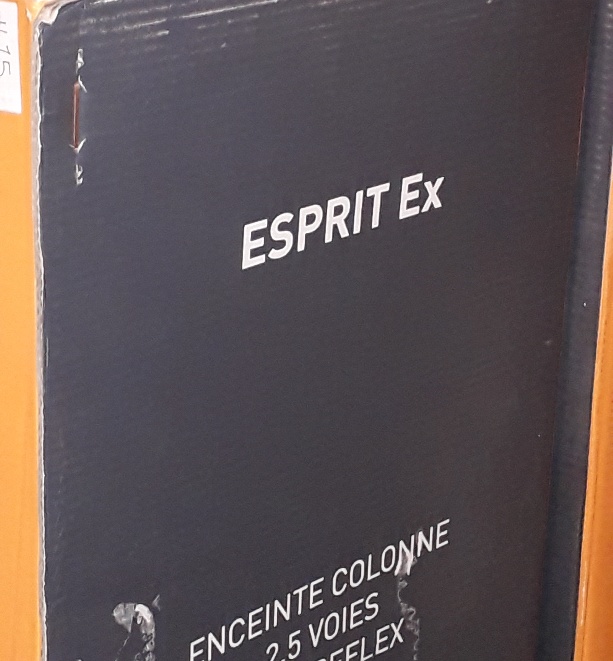 ESPRIT Ex
ENCEINTE COLONNE
2,5 VOIES